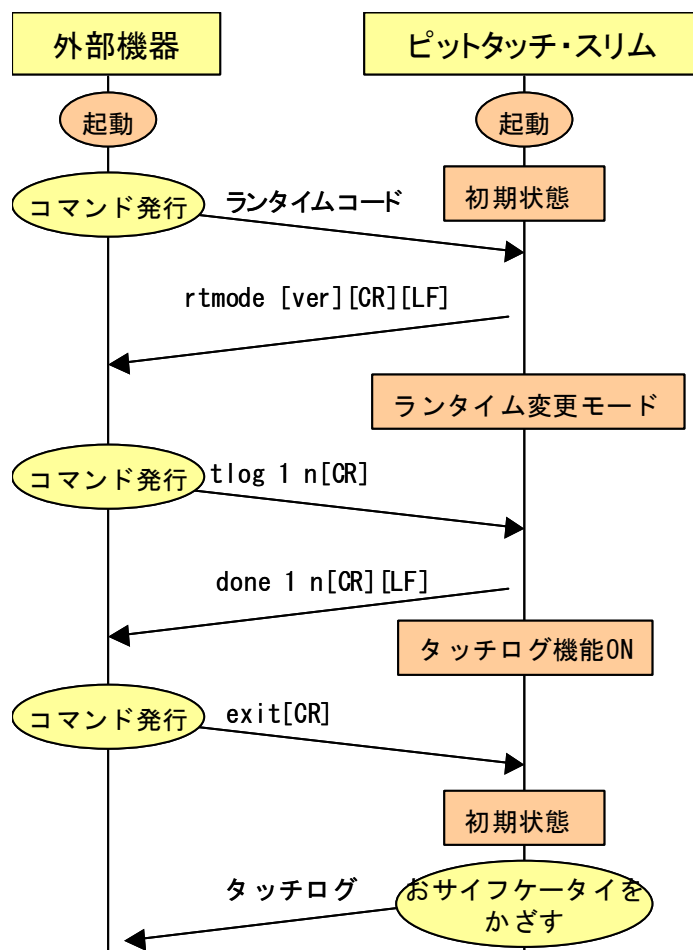 外部機器
ピットタッチ・スリム
起動
起動
初期状態
コマンド発行
ランタイムコード
rtmode [ver][CR][LF]
ランタイム変更モード
コマンド発行
tlog 1 n[CR]
done 1 n[CR][LF]
タッチログ機能ON
コマンド発行
exit[CR]
初期状態
タッチログ
おサイフケータイを
かざす